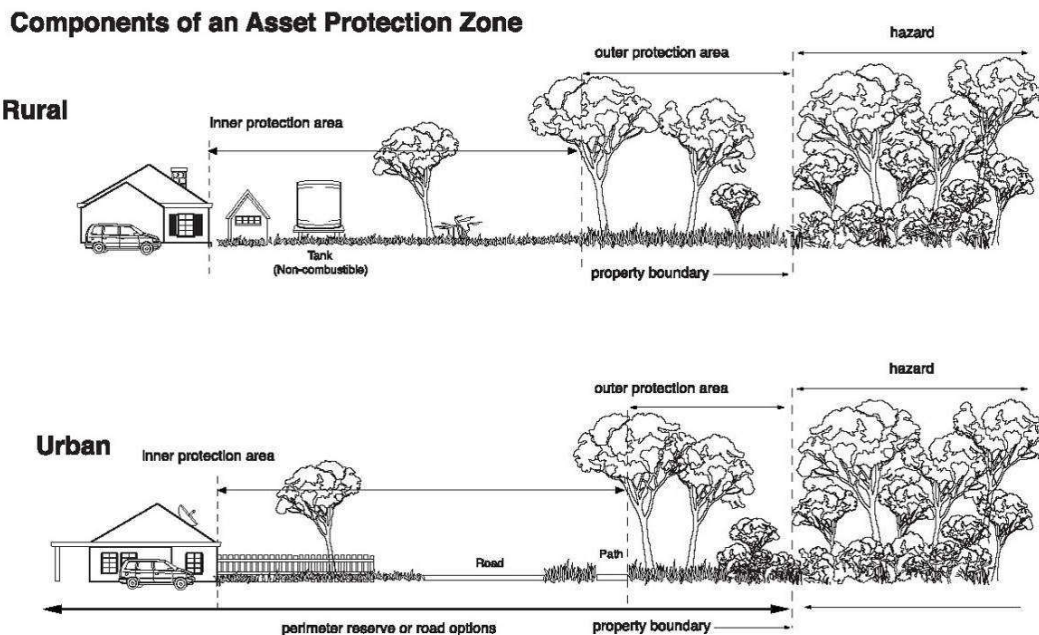 Components of an Asset Protection Zone
hazard
outer protection area
Rural
inner protection area
Tank
(Non-combustible)
property boundary
hazard
outer protection area
Urban
inner protection area
Road
Path
perimeter reserve or road options
property boundary